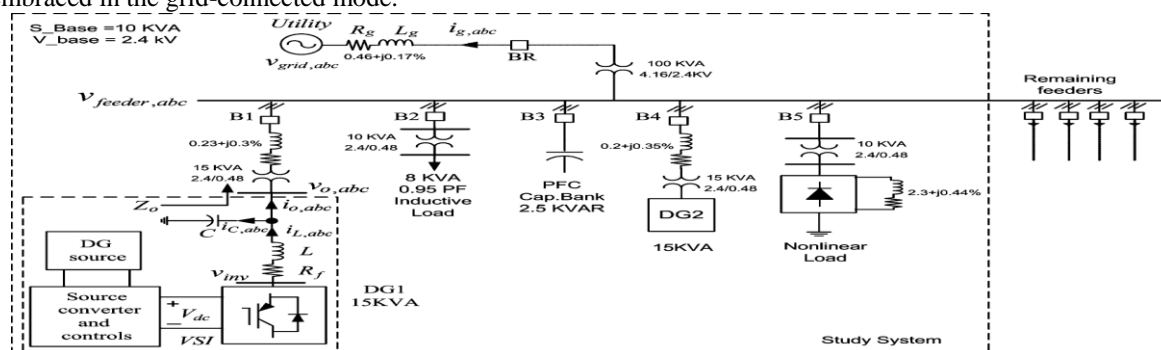 embraced in the grid-connected mode.
S_Base =10 KVA
V_base = 2.4 kV
Utility
R_g L_g
i_g,abc
0.46+j0.17%
BR
v_grid,abc
100 KVA
4.16/2.4KV
v_feeder,abc
Remaining
feeders
B1
B2
B3
B4
B5
0.23+j0.3%
15 KVA
2.4/0.48
10 KVA
2.4/0.48
8 KVA
0.95 PF
Inductive
Load
PFC
Cap.Bank
2.5 KVAR
0.2+j0.35%
15 KVA
2.4/0.48
DG2
15KVA
10 KVA
2.4/0.48
2.3+j0.44%
Nonlinear
Load
v_o,abc
Z_o
i_o,abc
C
i_C,abc
i_L,abc
L
R_f
v_inv
DG
source
Source
converter
and
controls
+
V_dc
−
VSI
DG1
15KVA
Study System